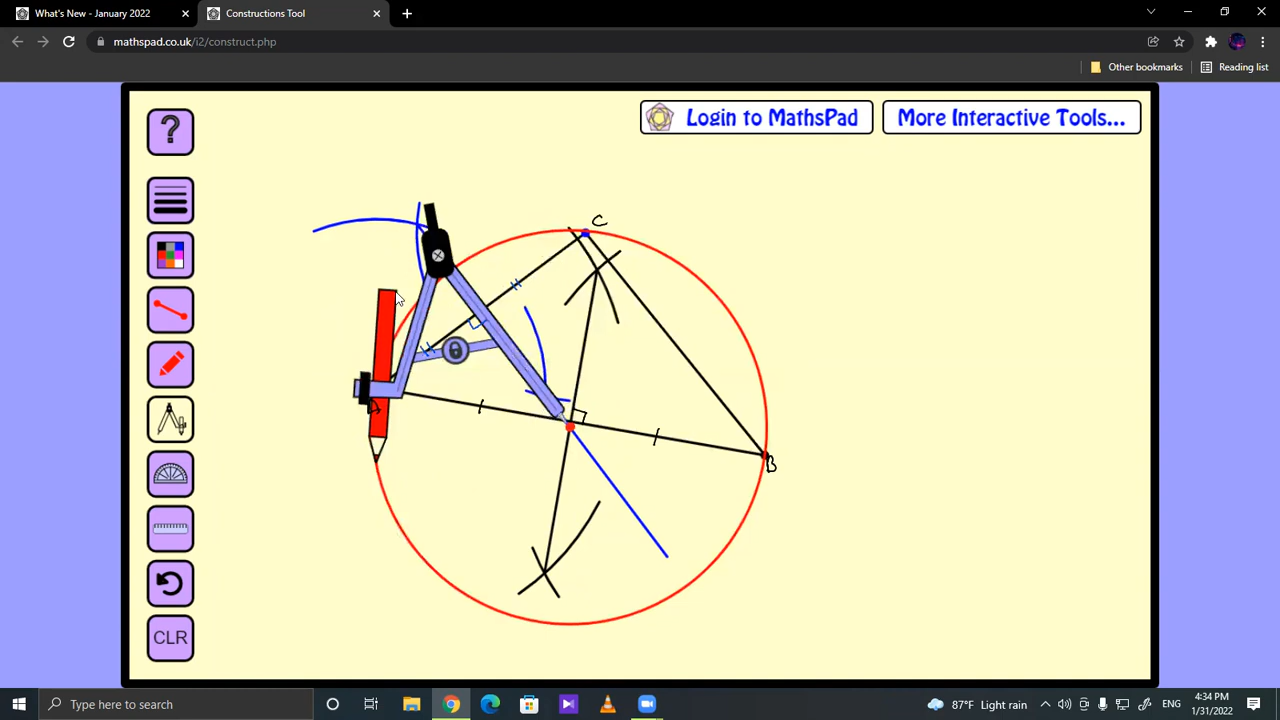 What's New - January 2022
Constructions Tool
mathspad.co.uk/i2/construct.php
Other bookmarks
Reading list
Login to MathsPad
More Interactive Tools...
?
C
A
B
CLR
Type here to search
87°F Light rain
ENG
4:34 PM
1/31/2022